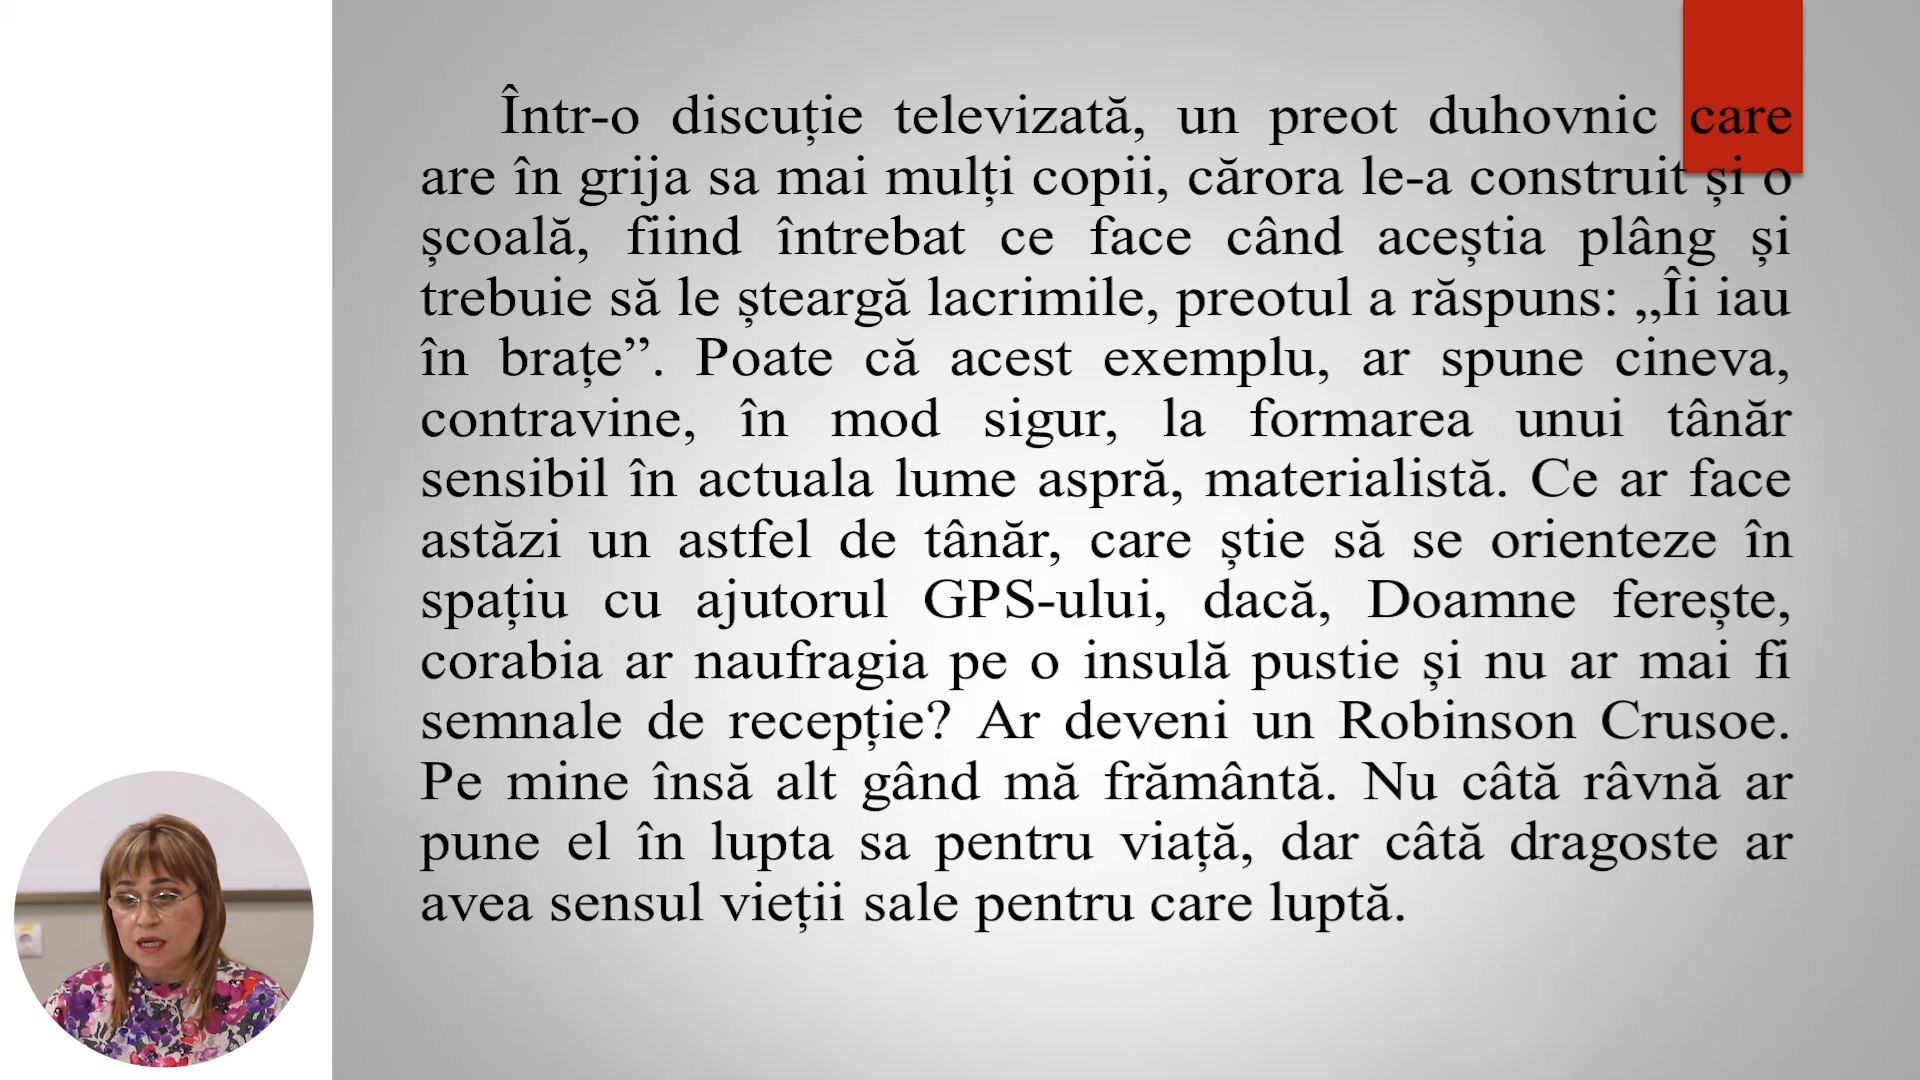 Într-o discuție televizată, un preot duhovnic care
are în grija sa mai mulți copii, cărora le-a construit și o
școală, fiind întrebat ce face când aceștia plâng și
trebuie să le șteargă lacrimile, preotul a răspuns: „Îi iau
în brațe”. Poate că acest exemplu, ar spune cineva,
contravine, în mod sigur, la formarea unui tânăr
sensibil în actuala lume aspră, materialistă. Ce ar face
astăzi un astfel de tânăr, care știe să se orienteze în
spațiu cu ajutorul GPS-ului, dacă, Doamne ferește,
corabia ar naufragia pe o insulă pustie și nu ar mai fi
semnale de recepție? Ar deveni un Robinson Crusoe.
Pe mine însă alt gând mă frământă. Nu câtă râvnă ar
pune el în lupta sa pentru viață, dar câtă dragoste ar
avea sensul vieții sale pentru care luptă.